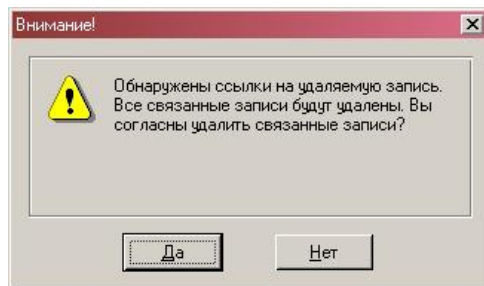 Внимание!
Обнаружены ссылки на удаляемую запись.
Все связанные записи будут удалены. Вы
согласны удалить связанные записи?
Да
Нет